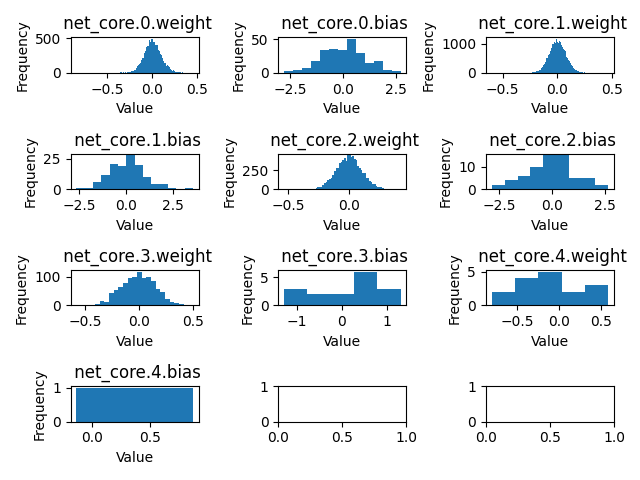 net_core.0.weight
Frequency
500
0
−0.5
0.0
0.5
Value
net_core.0.bias
Frequency
50
0
−2.5
0.0
2.5
Value
net_core.1.weight
Frequency
1000
0
−0.5
0.0
0.5
Value
net_core.1.bias
Frequency
25
0
−2.5
0.0
2.5
Value
net_core.2.weight
Frequency
250
0
−0.5
0.0
Value
net_core.2.bias
Frequency
10
0
−2.5
0.0
2.5
Value
net_core.3.weight
Frequency
100
0
−0.5
0.0
0.5
Value
net_core.3.bias
Frequency
5
0
−1
0
1
Value
net_core.4.weight
Frequency
5
0
−0.5
0.0
0.5
Value
net_core.4.bias
Frequency
1
0
0.0
0.5
Value
1
0
0.0
0.5
1.0
1
0
0.0
0.5
1.0